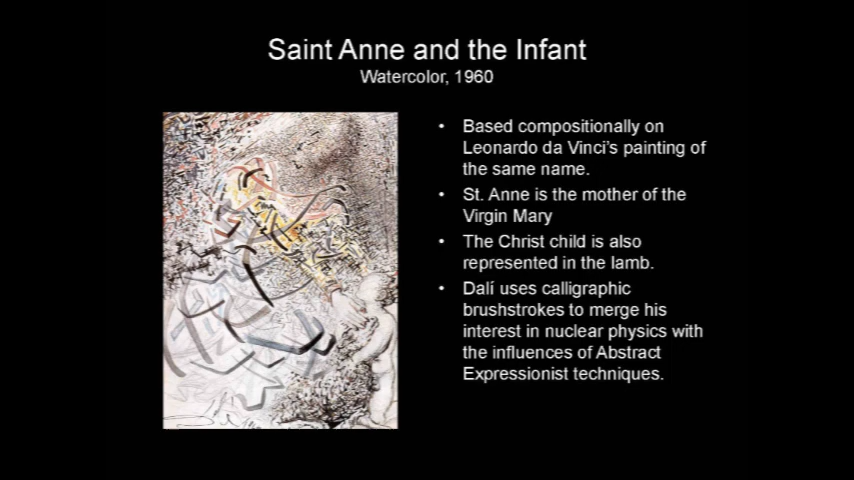 Saint Anne and the Infant
Watercolor, 1960
• Based compositionally on
Leonardo da Vinci's painting of
the same name.
• St. Anne is the mother of the
Virgin Mary
• The Christ child is also
represented in the lamb.
• Dalí uses calligraphic
brushstrokes to merge his
interest in nuclear physics with
the influences of Abstract
Expressionist techniques.